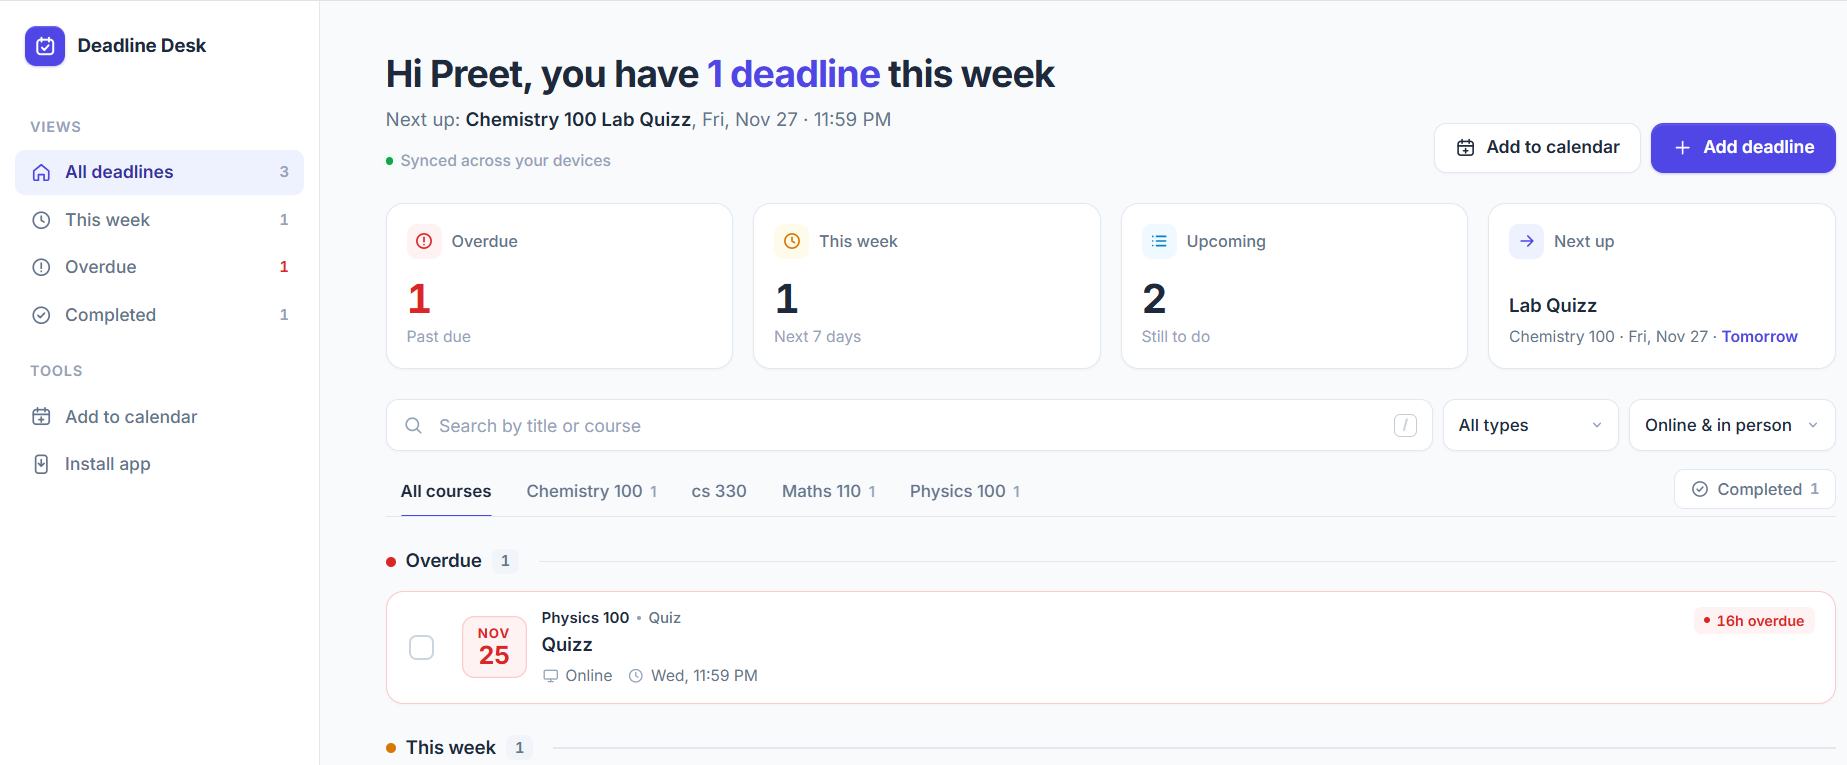 Deadline Desk
VIEWS
All deadlines 3
This week 1
Overdue 1
Completed 1
TOOLS
Add to calendar
Install app
Hi Preet, you have 1 deadline this week
Next up: Chemistry 100 Lab Quizz, Fri, Nov 27 · 11:59 PM
Synced across your devices
Add to calendar
Add deadline
Overdue
1
Past due
This week
1
Next 7 days
Upcoming
2
Still to do
Next up
Lab Quizz
Chemistry 100 · Fri, Nov 27 · Tomorrow
Search by title or course /
All types
Online & in person
All courses Chemistry 100 1 cs 330 Maths 110 1 Physics 100 1
Completed 1
Overdue 1
NOV
25
Physics 100 • Quiz
Quizz
Online Wed, 11:59 PM
16h overdue
This week 1